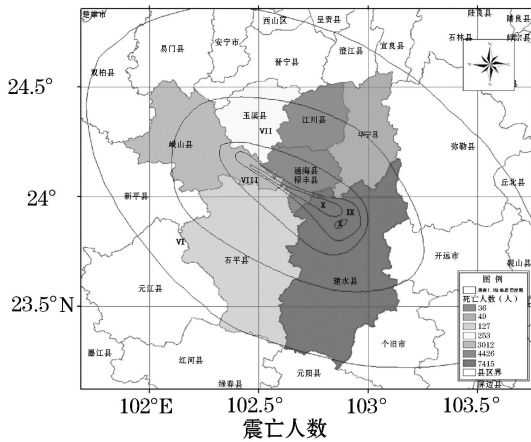 楚雄市
西山区
呈贡县
陆良县
易门县
安宁市
澄江县
宜良县
石林县
双柏县
晋宁县
24.5°
玉溪县
VII
江川县
华宁县
峨山县
弥勒县
通海县
VIII
24°
新平县
X
IX
丘北县
X
VI
石平县
开远市
砚山县
元江县
建水县
23.5°N
图 例
死亡人数（人）
36
49
127
253
3012
4426
7415
县区界
墨江县
红河县
个旧市
绿春县
元阳县
屏边县
102°E
102.5°
103°
103.5°
震亡人数